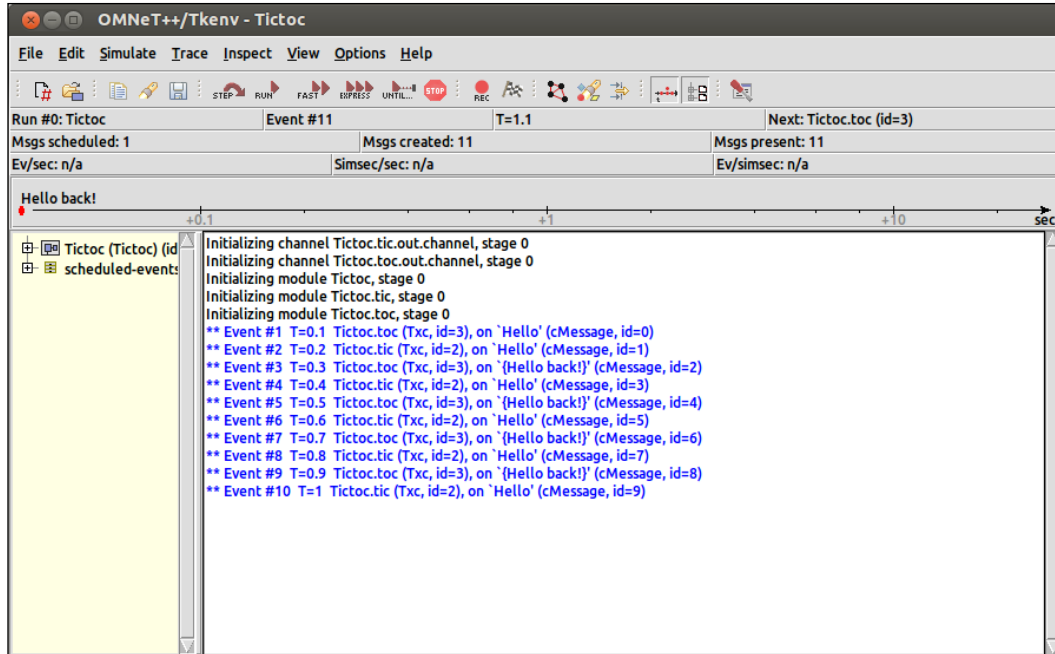 OMNeT++/Tkenv - Tictoc
File Edit Simulate Trace Inspect View Options Help
STEP RUN FAST EXPRESS UNTIL... STOP REC
Run #0: Tictoc Event #11 T=1.1 Next: Tictoc.toc (id=3)
Msgs scheduled: 1 Msgs created: 11 Msgs present: 11
Ev/sec: n/a Simsec/sec: n/a Ev/simsec: n/a
Hello back!
+0.1 +1 +10 sec
Tictoc (Tictoc) (id
scheduled-events
Initializing channel Tictoc.tic.out.channel, stage 0
Initializing channel Tictoc.toc.out.channel, stage 0
Initializing module Tictoc, stage 0
Initializing module Tictoc.tic, stage 0
Initializing module Tictoc.toc, stage 0
** Event #1 T=0.1 Tictoc.toc (Txc, id=3), on `Hello' (cMessage, id=0)
** Event #2 T=0.2 Tictoc.tic (Txc, id=2), on `Hello' (cMessage, id=1)
** Event #3 T=0.3 Tictoc.toc (Txc, id=3), on `{Hello back!}' (cMessage, id=2)
** Event #4 T=0.4 Tictoc.tic (Txc, id=2), on `Hello' (cMessage, id=3)
** Event #5 T=0.5 Tictoc.toc (Txc, id=3), on `{Hello back!}' (cMessage, id=4)
** Event #6 T=0.6 Tictoc.tic (Txc, id=2), on `Hello' (cMessage, id=5)
** Event #7 T=0.7 Tictoc.toc (Txc, id=3), on `{Hello back!}' (cMessage, id=6)
** Event #8 T=0.8 Tictoc.tic (Txc, id=2), on `Hello' (cMessage, id=7)
** Event #9 T=0.9 Tictoc.toc (Txc, id=3), on `{Hello back!}' (cMessage, id=8)
** Event #10 T=1 Tictoc.tic (Txc, id=2), on `Hello' (cMessage, id=9)